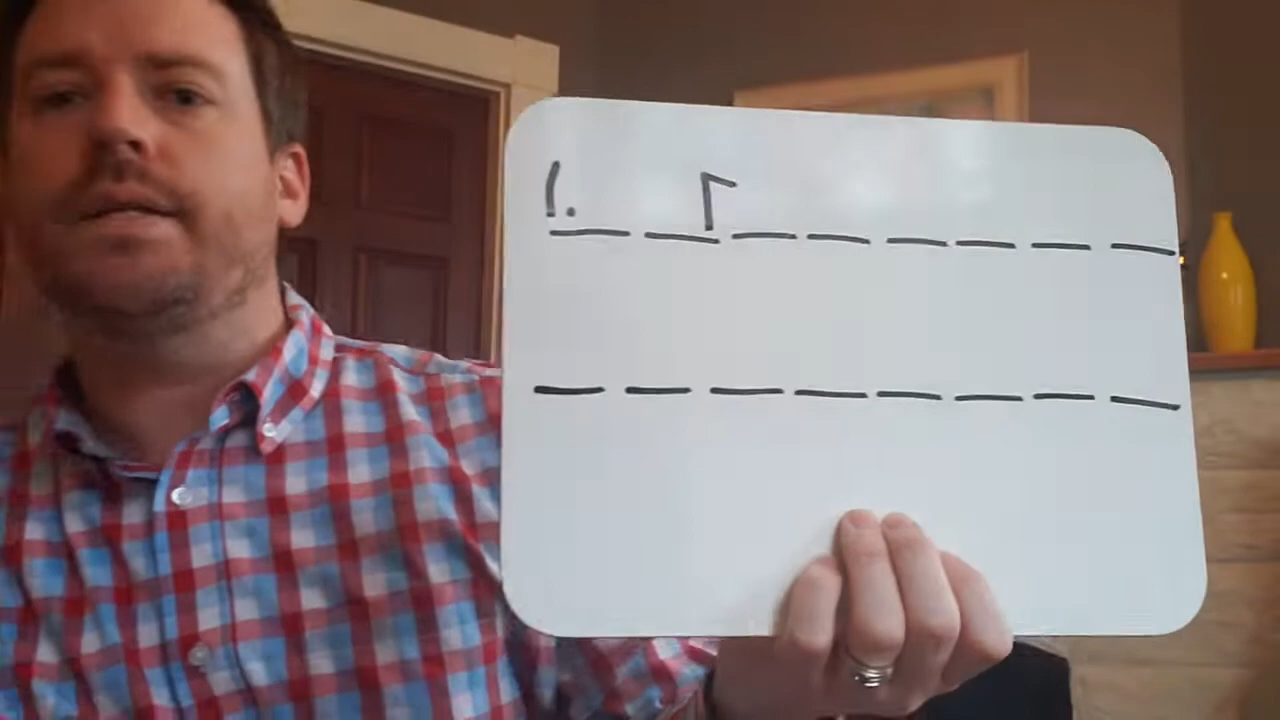 1. _ r _ _ _ _ _ _
_ _ _ _ _ _ _ _